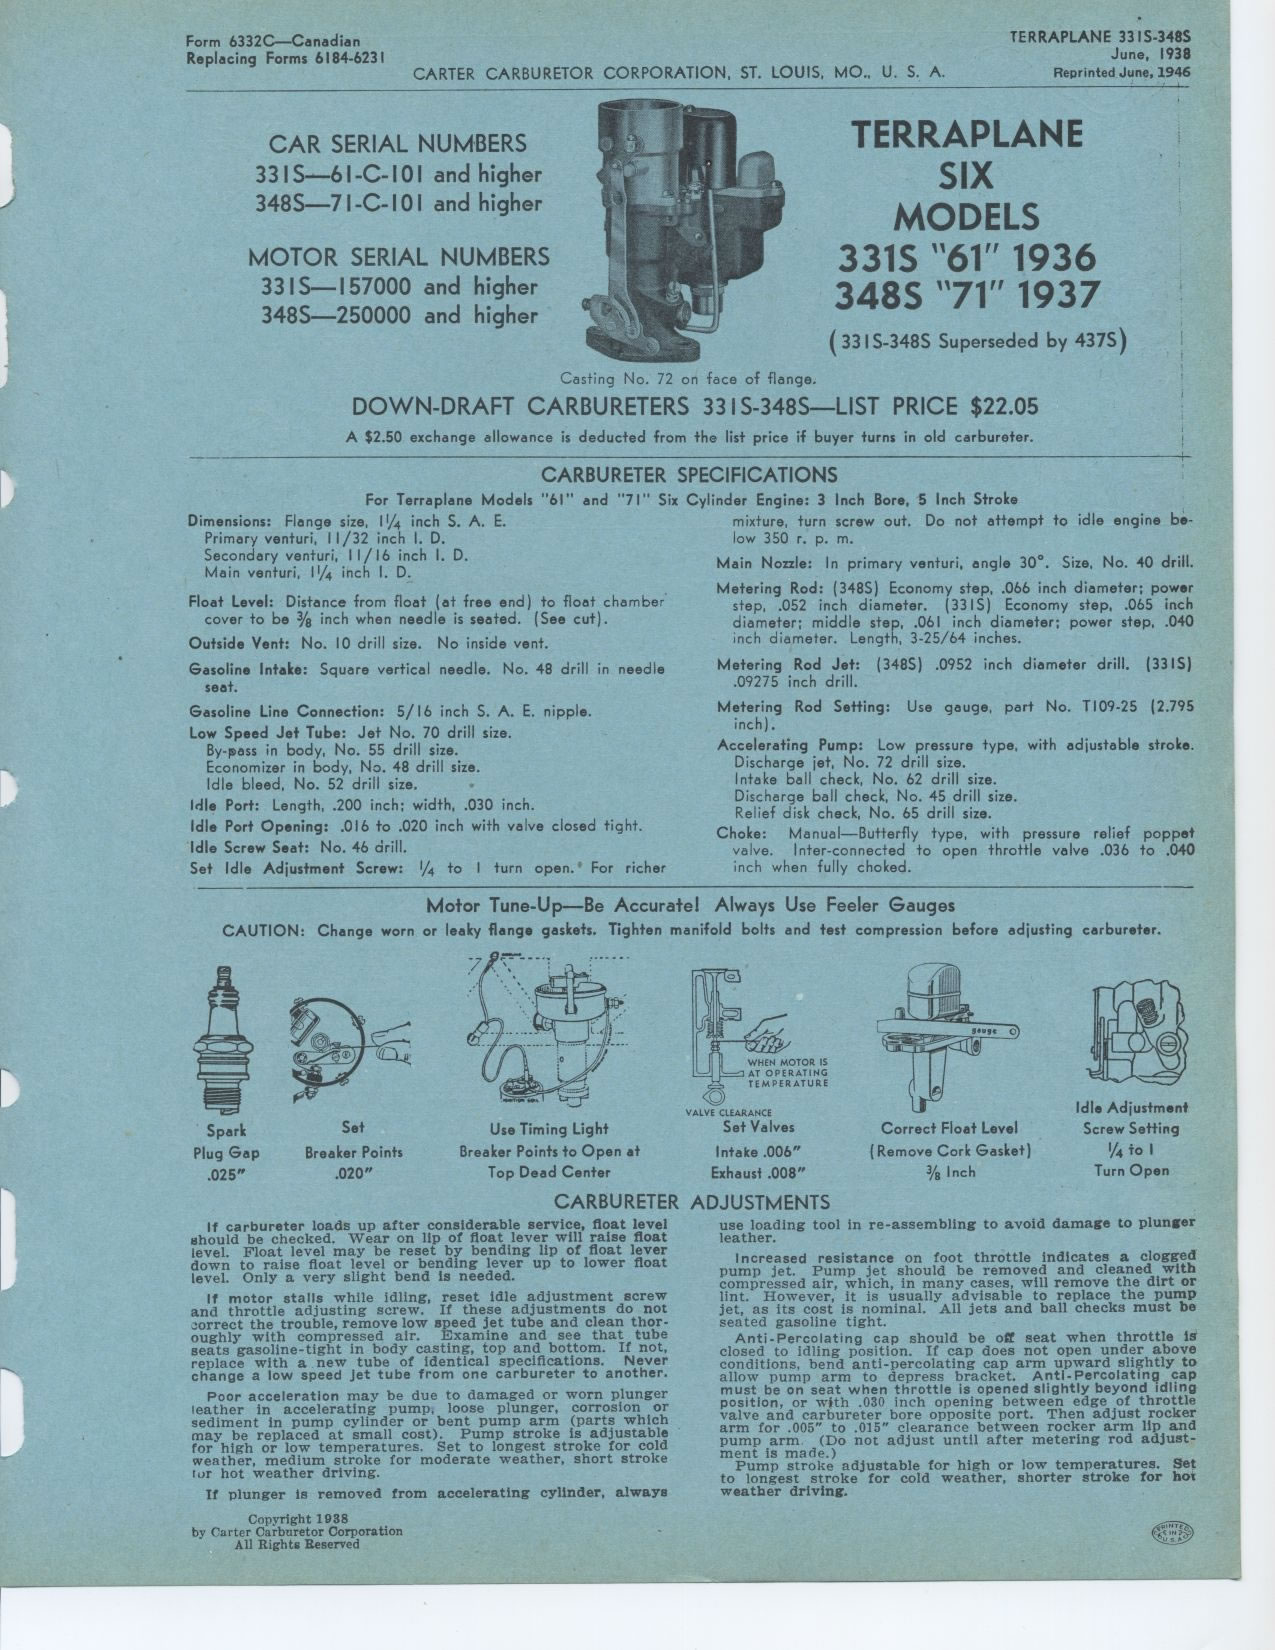 Form 6332C—Canadian
Replacing Forms 6184-6231
TERRAPLANE 331S-348S
June, 1938
Reprinted June, 1946
CARTER CARBURETOR CORPORATION, ST. LOUIS, MO., U. S. A.
CAR SERIAL NUMBERS
331S—61-C-101 and higher
348S—71-C-101 and higher
MOTOR SERIAL NUMBERS
331S—157000 and higher
348S—250000 and higher
TERRAPLANE
SIX
MODELS
331S "61" 1936
348S "71" 1937
(331S-348S Superseded by 437S)
Casting No. 72 on face of flange.
DOWN-DRAFT CARBURETERS 331S-348S—LIST PRICE $22.05
A $2.50 exchange allowance is deducted from the list price if buyer turns in old carbureter.
CARBURETER SPECIFICATIONS
For Terraplane Models "61" and "71" Six Cylinder Engine: 3 Inch Bore, 5 Inch Stroke
Dimensions: Flange size, 1¼ inch S. A. E.
Primary venturi, 11/32 inch I. D.
Secondary venturi, 11/16 inch I. D.
Main venturi, 1¼ inch I. D.
Float Level: Distance from float (at free end) to float chamber
cover to be ⅜ inch when needle is seated. (See cut).
Outside Vent: No. 10 drill size. No inside vent.
Gasoline Intake: Square vertical needle. No. 48 drill in needle
seat.
Gasoline Line Connection: 5/16 inch S. A. E. nipple.
Low Speed Jet Tube: Jet No. 70 drill size.
By-pass in body, No. 55 drill size.
Economizer in body, No. 48 drill size.
Idle bleed, No. 52 drill size.
Idle Port: Length, .200 inch; width, .030 inch.
Idle Port Opening: .016 to .020 inch with valve closed tight.
Idle Screw Seat: No. 46 drill.
Set Idle Adjustment Screw: ¼ to 1 turn open. For richer
mixture, turn screw out. Do not attempt to idle engine be-
low 350 r. p. m.
Main Nozzle: In primary venturi, angle 30°. Size, No. 40 drill.
Metering Rod: (348S) Economy step, .066 inch diameter; power
step, .052 inch diameter. (331S) Economy step, .065 inch
diameter; middle step, .061 inch diameter; power step, .040
inch diameter. Length, 3-25/64 inches.
Metering Rod Jet: (348S) .0952 inch diameter drill. (331S)
.09275 inch drill.
Metering Rod Setting: Use gauge, part No. T109-25 (2.795
inch).
Accelerating Pump: Low pressure type, with adjustable stroke.
Discharge jet, No. 72 drill size.
Intake ball check, No. 62 drill size.
Discharge ball check, No. 45 drill size.
Relief disk check, No. 65 drill size.
Choke: Manual—Butterfly type, with pressure relief poppet
valve. Inter-connected to open throttle valve .036 to .040
inch when fully choked.
Motor Tune-Up—Be Accurate! Always Use Feeler Gauges
CAUTION: Change worn or leaky flange gaskets. Tighten manifold bolts and test compression before adjusting carbureter.
Spark
Plug Gap
.025"
Set
Breaker Points
.020"
IGNITION COIL
Use Timing Light
Breaker Points to Open at
Top Dead Center
WHEN MOTOR IS
AT OPERATING
TEMPERATURE
VALVE CLEARANCE
Set Valves
Intake .006"
Exhaust .008"
gauge
Correct Float Level
(Remove Cork Gasket)
⅜ Inch
Idle Adjustment
Screw Setting
¼ to 1
Turn Open
CARBURETER ADJUSTMENTS
If carbureter loads up after considerable service, float level
should be checked. Wear on lip of float lever will raise float
level. Float level may be reset by bending lip of float lever
down to raise float level or bending lever up to lower float
level. Only a very slight bend is needed.
If motor stalls while idling, reset idle adjustment screw
and throttle adjusting screw. If these adjustments do not
correct the trouble, remove low speed jet tube and clean thor-
oughly with compressed air. Examine and see that tube
seats gasoline-tight in body casting, top and bottom. If not,
replace with a new tube of identical specifications. Never
change a low speed jet tube from one carbureter to another.
Poor acceleration may be due to damaged or worn plunger
leather in accelerating pump, loose plunger, corrosion or
sediment in pump cylinder or bent pump arm (parts which
may be replaced at small cost). Pump stroke is adjustable
for high or low temperatures. Set to longest stroke for cold
weather, medium stroke for moderate weather, short stroke
for hot weather driving.
If plunger is removed from accelerating cylinder, always
use loading tool in re-assembling to avoid damage to plunger
leather.
Increased resistance on foot throttle indicates a clogged
pump jet. Pump jet should be removed and cleaned with
compressed air, which, in many cases, will remove the dirt or
lint. However, it is usually advisable to replace the pump
jet, as its cost is nominal. All jets and ball checks must be
seated gasoline tight.
Anti-Percolating cap should be off seat when throttle is
closed to idling position. If cap does not open under above
conditions, bend anti-percolating cap arm upward slightly to
allow pump arm to depress bracket. Anti-Percolating cap
must be on seat when throttle is opened slightly beyond idling
position, or with .030 inch opening between edge of throttle
valve and carbureter bore opposite port. Then adjust rocker
arm for .005" to .015" clearance between rocker arm lip and
pump arm. (Do not adjust until after metering rod adjust-
ment is made.)
Pump stroke adjustable for high or low temperatures. Set
to longest stroke for cold weather, shorter stroke for hot
weather driving.
Copyright 1938
by Carter Carburetor Corporation
All Rights Reserved
PRINTED
IN
U.S.A.